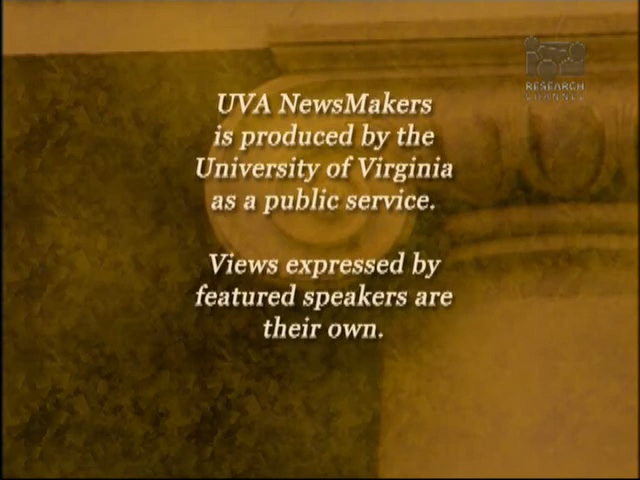 RESEARCH
CHANNEL
UVA NewsMakers
is produced by the
University of Virginia
as a public service.
Views expressed by
featured speakers are
their own.